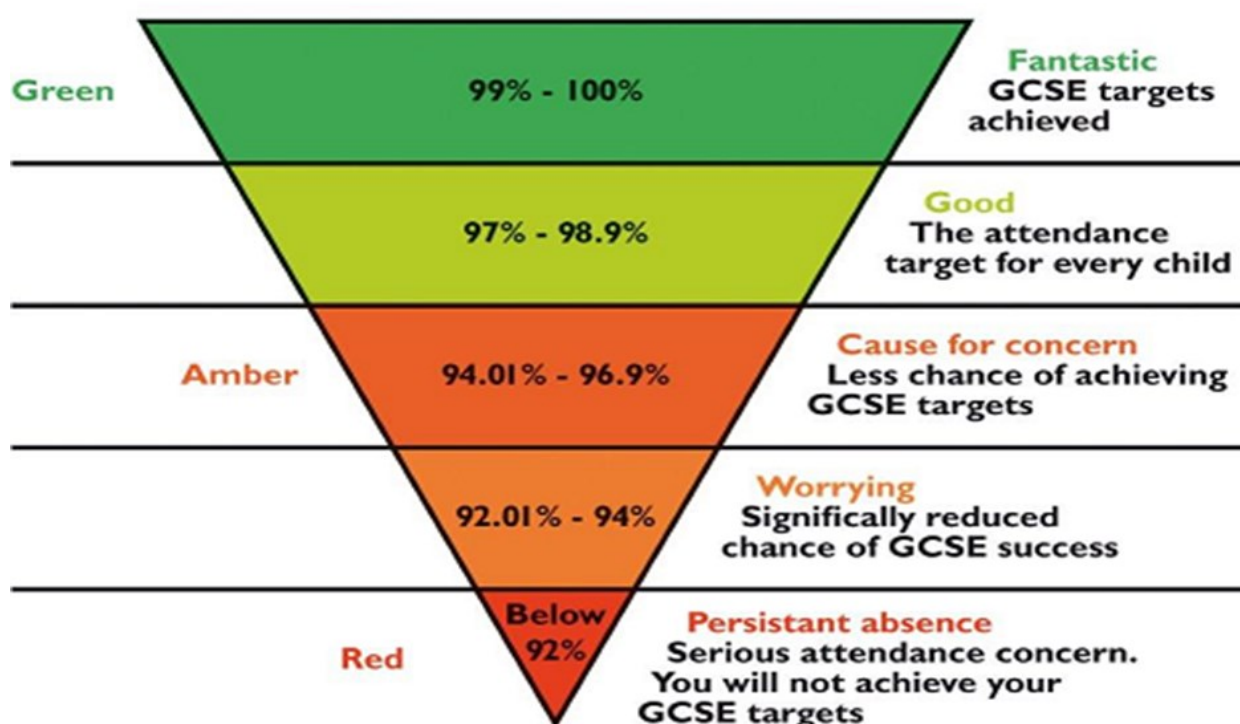 Green
99% - 100%
Fantastic
GCSE targets
achieved
97% - 98.9%
Good
The attendance
target for every child
Amber
94.01% - 96.9%
Cause for concern
Less chance of achieving
GCSE targets
92.01% - 94%
Worrying
Significally reduced
chance of GCSE success
Red
Below
92%
Persistant absence
Serious attendance concern.
You will not achieve your
GCSE targets